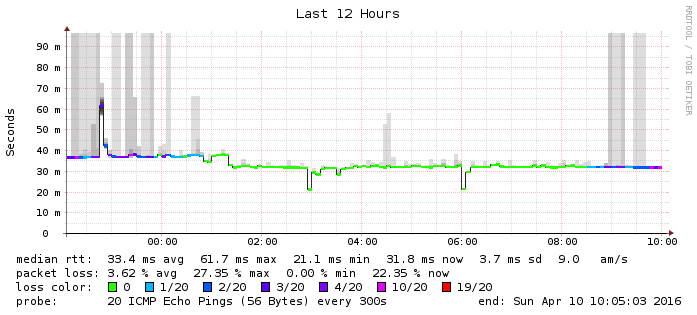 Last 12 Hours
RRDTOOL / TOBI OETIKER
Seconds
90 m
80 m
70 m
60 m
50 m
40 m
30 m
20 m
10 m
0
00:00 02:00 04:00 06:00 08:00 10:00
median rtt: 33.4 ms avg 61.7 ms max 21.1 ms min 31.8 ms now 3.7 ms sd 9.0 am/s
packet loss: 3.62 % avg 27.35 % max 0.00 % min 22.35 % now
loss color: 0 1/20 2/20 3/20 4/20 10/20 19/20
probe: 20 ICMP Echo Pings (56 Bytes) every 300s end: Sun Apr 10 10:05:03 2016